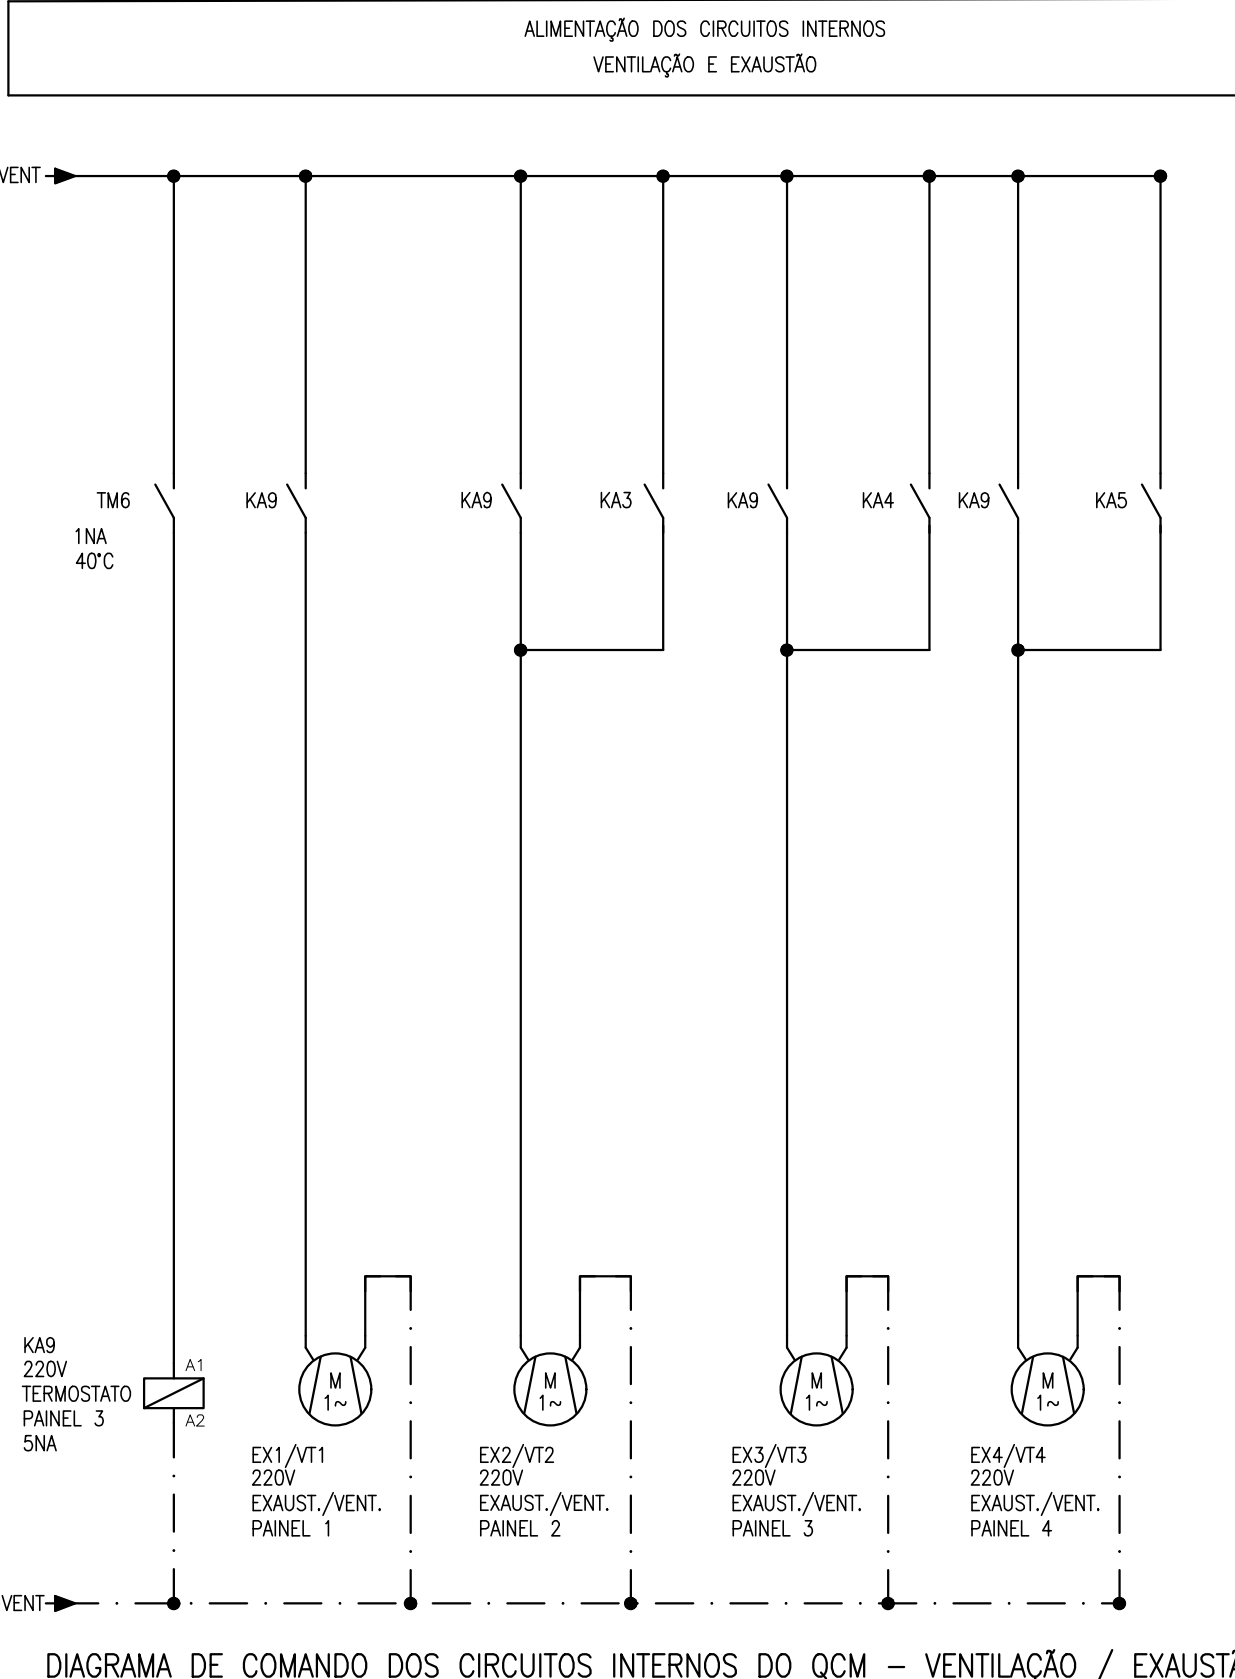 ALIMENTAÇÃO DOS CIRCUITOS INTERNOS
VENTILAÇÃO E EXAUSTÃO
VENT
TM6
1NA
40°C
KA9
KA9
KA3
KA9
KA4
KA9
KA5
KA9
220V
TERMOSTATO
PAINEL 3
5NA
A1
A2
M
1~
EX1/VT1
220V
EXAUST./VENT.
PAINEL 1
M
1~
EX2/VT2
220V
EXAUST./VENT.
PAINEL 2
M
1~
EX3/VT3
220V
EXAUST./VENT.
PAINEL 3
M
1~
EX4/VT4
220V
EXAUST./VENT.
PAINEL 4
VENT
DIAGRAMA DE COMANDO DOS CIRCUITOS INTERNOS DO QCM – VENTILAÇÃO / EXAUSTÃ